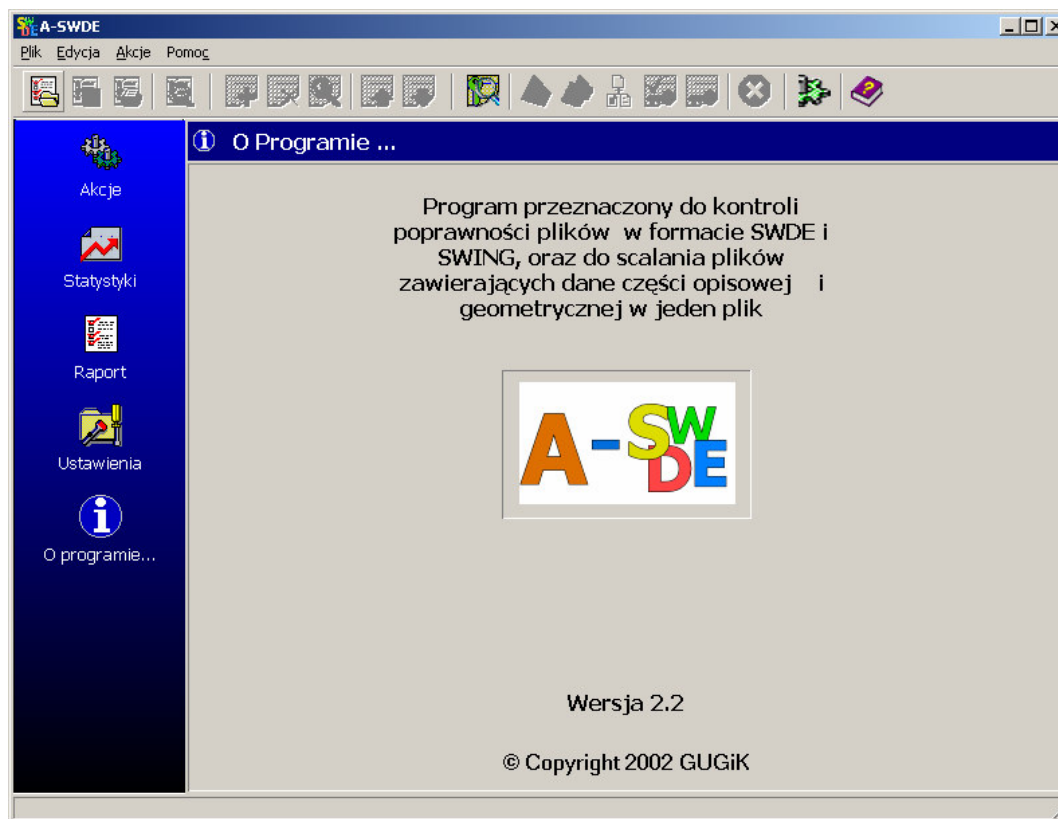 A-SWDE
Plik Edycja Akcje Pomoc
O Programie ...
Akcje
Statystyki
Raport
Ustawienia
O programie...
Program przeznaczony do kontroli
poprawności plików w formacie SWDE i
SWING, oraz do scalania plików
zawierających dane części opisowej i
geometrycznej w jeden plik
A-SWDE
Wersja 2.2
© Copyright 2002 GUGiK